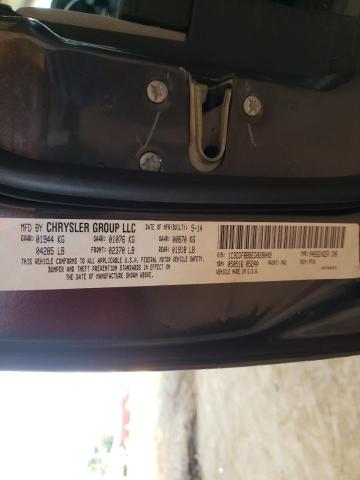 MFD BY CHRYSLER GROUP LLC DATE OF MFR(BUILT): 5-14
GVWR: 01944 KG GAWR: 01076 KG GAWR: 00870 KG
04285 LB FRONT: 02370 LB REAR: 01918 LB
THIS VEHICLE CONFORMS TO ALL APPLICABLE U.S.A. FEDERAL MOTOR VEHICLE SAFETY,
BUMPER AND THEFT PREVENTION STANDARDS IN EFFECT
ON THE DATE OF MANUFACTURE SHOWN ABOVE.
TYPE: PASSENGER CAR
MDH: 050516
MADE IN U.S.A.